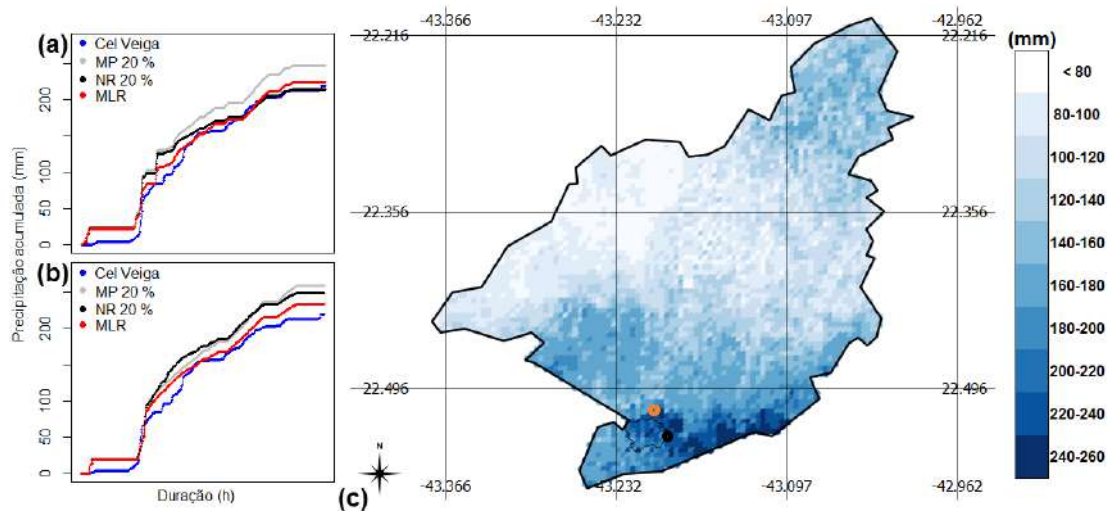 (a)
Cel Veiga
MP 20 %
NR 20 %
MLR
200
100
50
0
(b)
Cel Veiga
MP 20 %
NR 20 %
MLR
200
100
50
0
Precipitação acumulada (mm)
Duração (h)
N
(c)
-43.366 -43.232 -43.097 -42.962
22.216 22.216
22.356 22.356
22.496 22.496
-43.366 -43.232 -43.097 -42.962
(mm)
< 80
80-100
100-120
120-140
140-160
160-180
180-200
200-220
220-240
240-260